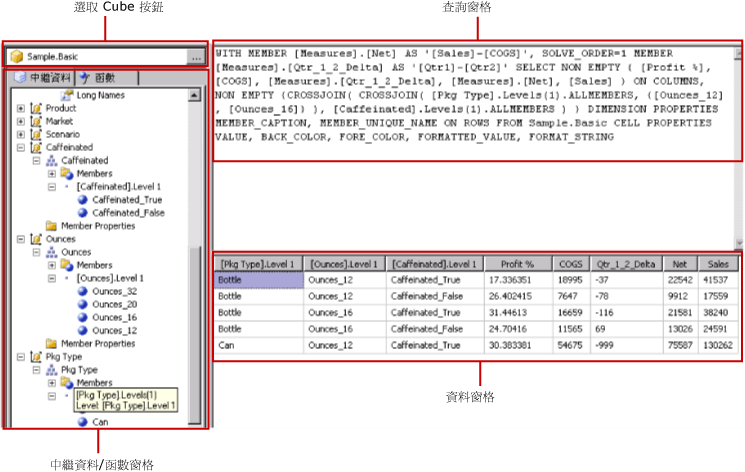 選取 Cube 按鈕
查詢窗格
Sample.Basic
...
中繼資料
函數
Long Names
Product
Market
Scenario
Caffeinated
Caffeinated
Members
[Caffeinated].Level 1
Caffeinated_True
Caffeinated_False
Member Properties
Ounces
Ounces
Members
[Ounces].Level 1
Ounces_32
Ounces_20
Ounces_16
Ounces_12
Member Properties
Pkg Type
Pkg Type
Members
[Pkg Type].Levels(1)
Level: [Pkg Type].Level 1
Can
WITH MEMBER [Measures].[Net] AS '[Sales]-[COGS]', SOLVE_ORDER=1 MEMBER
[Measures].[Qtr_1_2_Delta] AS '[Qtr1]-[Qtr2]' SELECT NON EMPTY ( [Profit %],
[COGS], [Measures].[Qtr_1_2_Delta], [Measures].[Net], [Sales] ) ON COLUMNS,
NON EMPTY (CROSSJOIN( CROSSJOIN( [Pkg Type].Levels(1).ALLMEMBERS, ([Ounces_12]
, [Ounces_16]) ), [Caffeinated].Levels(1).ALLMEMBERS ) ) DIMENSION PROPERTIES
MEMBER_CAPTION, MEMBER_UNIQUE_NAME ON ROWS FROM Sample.Basic CELL PROPERTIES
VALUE, BACK_COLOR, FORE_COLOR, FORMATTED_VALUE, FORMAT_STRING
[Pkg Type].Level 1 [Ounces].Level 1 [Caffeinated].Level 1 Profit % COGS Qtr_1_2_Delta Net Sales
Bottle Ounces_12 Caffeinated_True 17.336351 18995 -37 22542 41537
Bottle Ounces_12 Caffeinated_False 26.402415 7647 -78 9912 17559
Bottle Ounces_16 Caffeinated_True 31.44613 16659 -116 21581 38240
Bottle Ounces_16 Caffeinated_False 24.70416 11565 69 13026 24591
Can Ounces_12 Caffeinated_True 30.383381 54675 -999 75587 130262
資料窗格
中繼資料/函數窗格